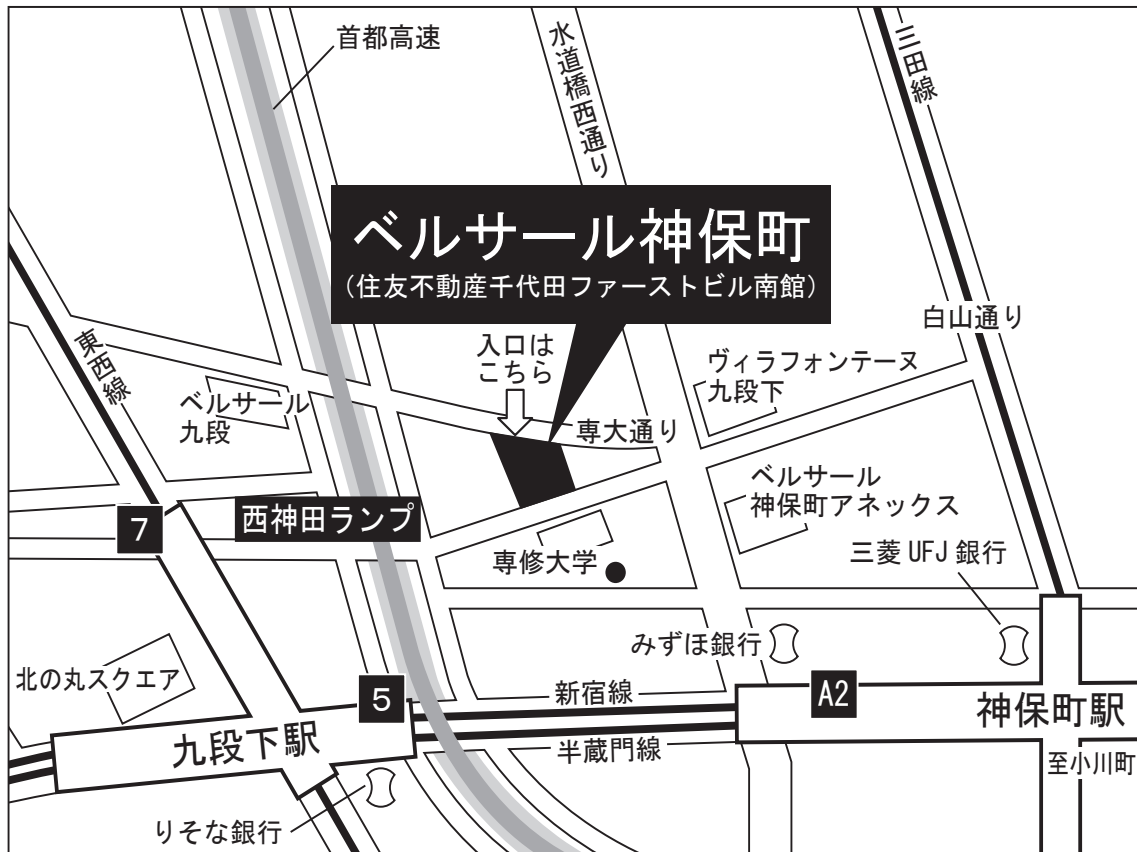 首都高速
水道橋西通り
三田線
ベルサール神保町
（住友不動産千代田ファーストビル南館）
白山通り
入口は
こちら
ヴィラフォンテーヌ
九段下
東西線
ベルサール
九段
専大通り
ベルサール
神保町アネックス
7
西神田ランプ
専修大学
三菱UFJ銀行
みずほ銀行
北の丸スクエア
5
新宿線
A2
神保町駅
九段下駅
半蔵門線
至小川町
りそな銀行